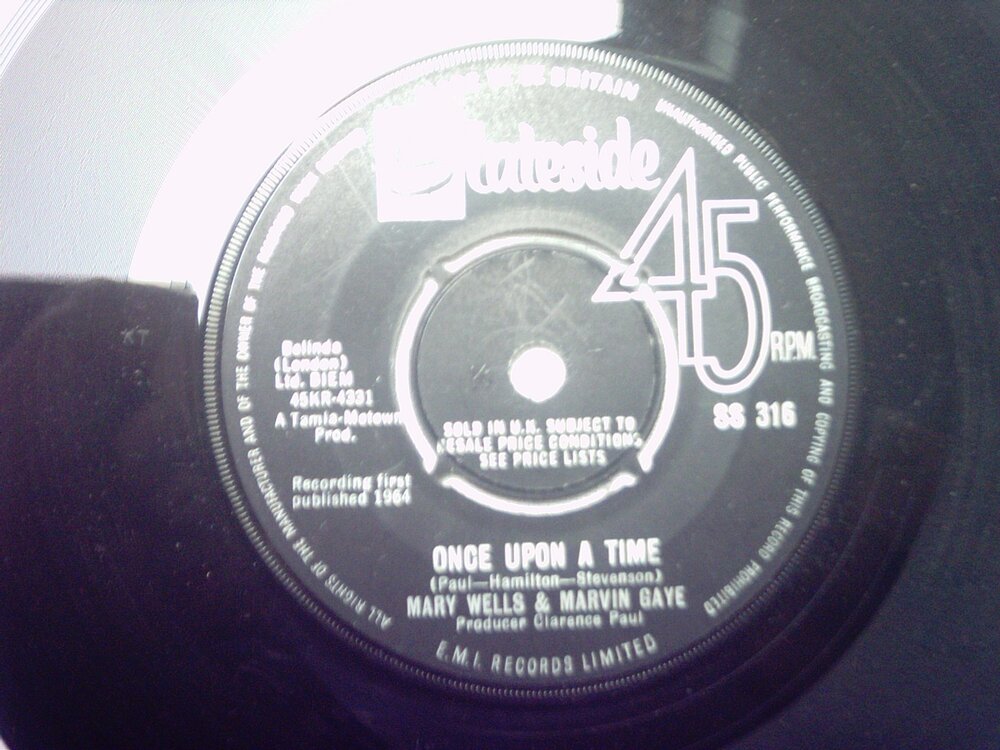 BRITAIN
UNAUTHORISED PUBLIC PERFORMANCE BROADCASTING AND COPYING OF THIS RECORD PROHIBITED
ALL RIGHTS OF THE MANUFACTURER AND OF THE OWNER OF THE RECORDED WORK
Stateside
45
R.P.M.
SS 316
Belinda
(London)
Ltd. BIEM
45KR-4331
A Tamla-Motown
Prod.
Recording first
published 1964
SOLD IN U.K. SUBJECT TO
RESALE PRICE CONDITIONS
SEE PRICE LISTS
ONCE UPON A TIME
(Paul—Hamilton—Stevenson)
MARY WELLS & MARVIN GAYE
Producer Clarence Paul
E.M.I. RECORDS LIMITED